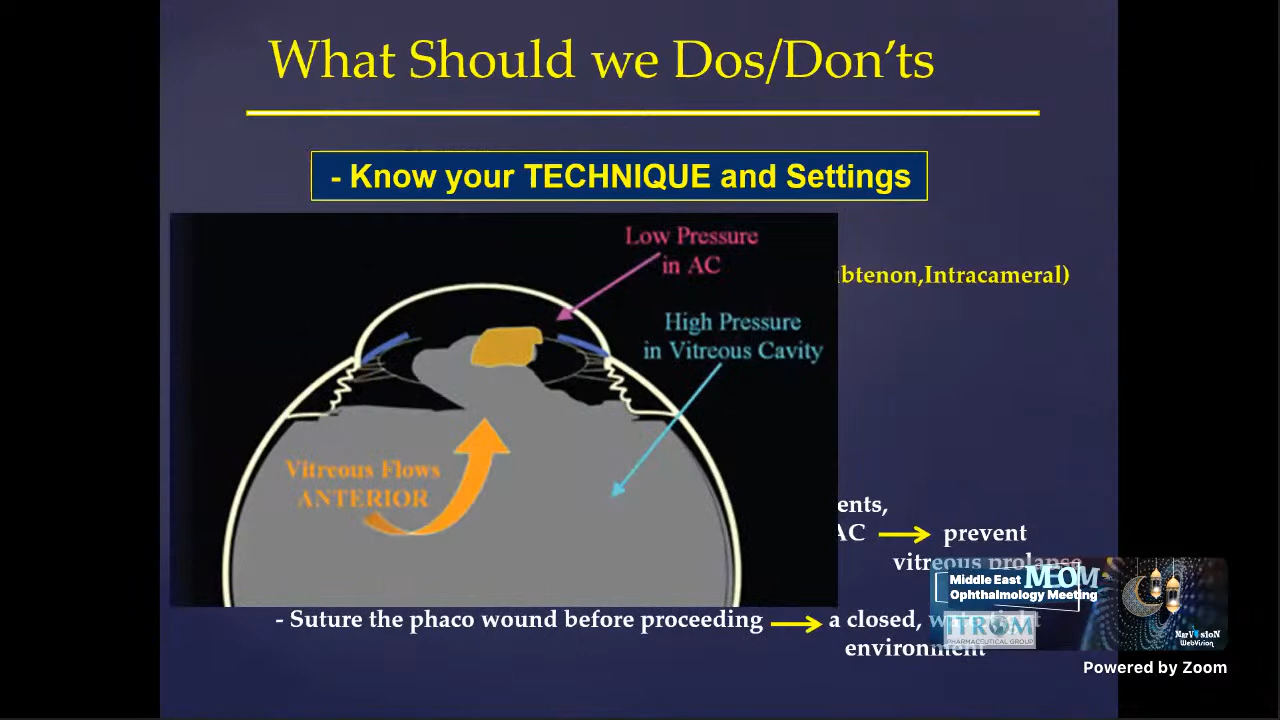 What Should we Dos/Don'ts
- Know your TECHNIQUE and Settings
Low Pressure
in AC
btenon,Intracameral)
High Pressure
in Vitreous Cavity
Vitreous Flows
ANTERIOR
ents,
AC prevent
vitreous prolapse
- Suture the phaco wound before proceeding a closed,
environment
Middle East MEOM
Ophthalmology Meeting
ITROM
PHARMACEUTICAL GROUP
MarVisioN
WebVision
Powered by Zoom